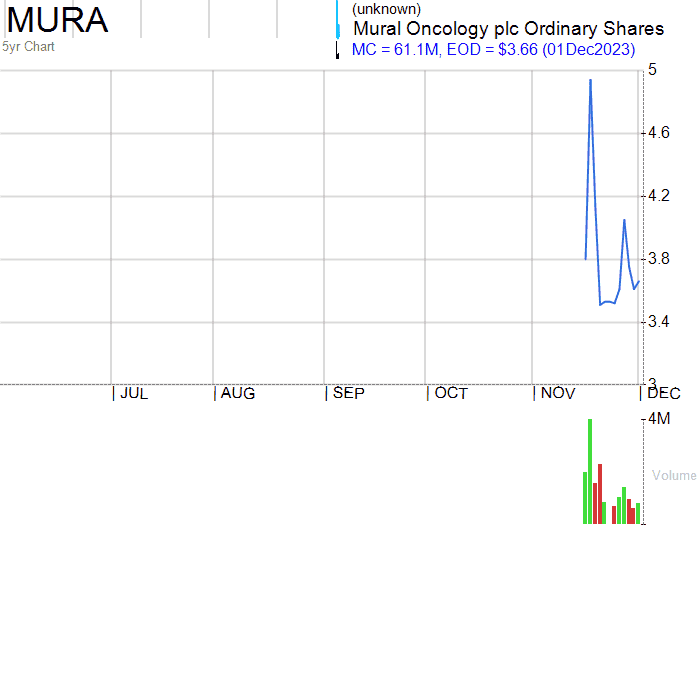 MURA
5yr Chart
(unknown)
Mural Oncology plc Ordinary Shares
MC = 61.1M, EOD = $3.66 (01Dec2023)
5
4.6
4.2
3.8
3.4
3
JUL AUG SEP OCT NOV DEC
4M
Volume